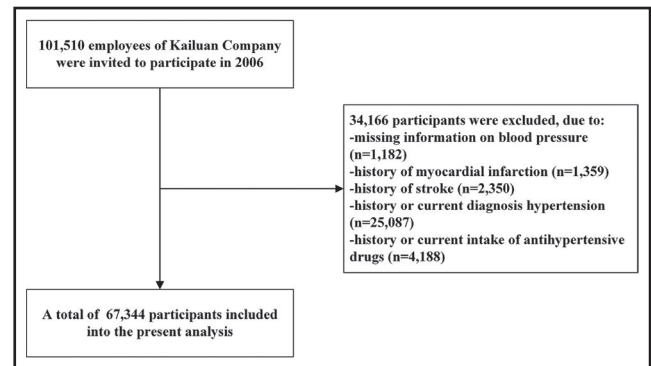 101,510 employees of Kailuan Company
were invited to participate in 2006
34,166 participants were excluded, due to:
-missing information on blood pressure
(n=1,182)
-history of myocardial infarction (n=1,359)
-history of stroke (n=2,350)
-history or current diagnosis hypertension
(n=25,087)
-history or current intake of antihypertensive
drugs (n=4,188)
A total of 67,344 participants included
into the present analysis